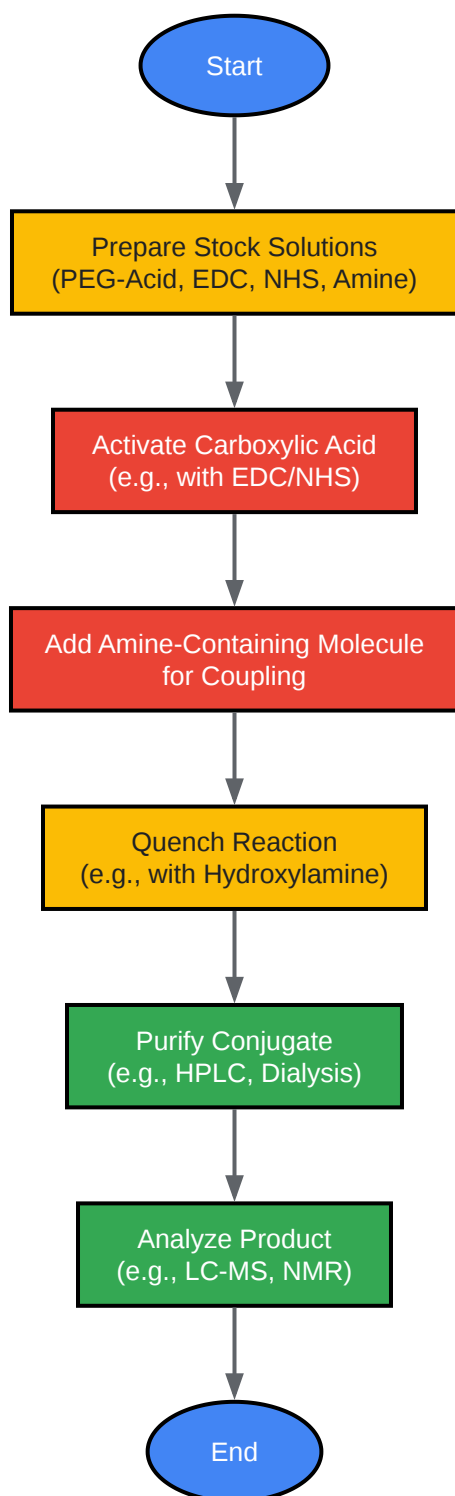 Start
Prepare Stock Solutions
(PEG-Acid, EDC, NHS, Amine)
Activate Carboxylic Acid
(e.g., with EDC/NHS)
Add Amine-Containing Molecule
for Coupling
Quench Reaction
(e.g., with Hydroxylamine)
Purify Conjugate
(e.g., HPLC, Dialysis)
Analyze Product
(e.g., LC-MS, NMR)
End